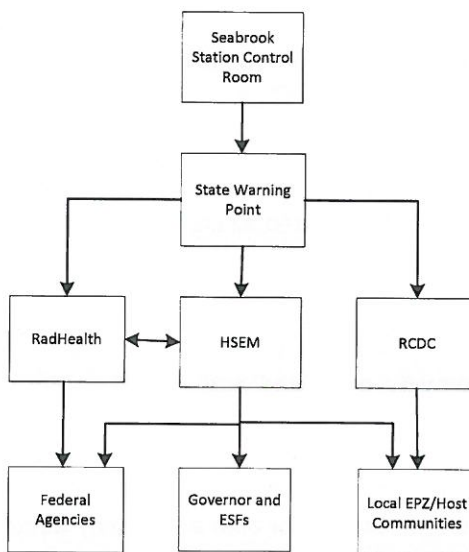 Seabrook
Station Control
Room
State Warning
Point
RadHealth
HSEM
RCDC
Federal
Agencies
Governor and
ESFs
Local EPZ/Host
Communities